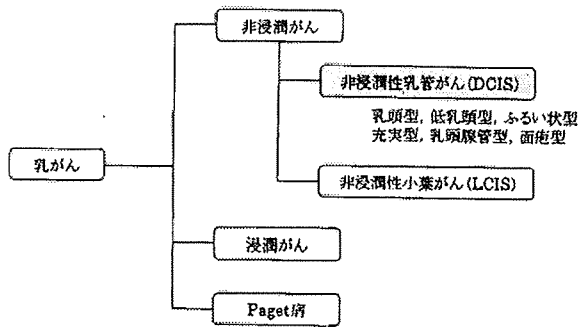 非浸潤がん
非浸潤性乳管がん(DCIS)
乳頭型, 低乳頭型, ふるい状型
充実型, 乳頭腺管型, 面疱型
乳がん
非浸潤性小葉がん(LCIS)
浸潤がん
Paget病